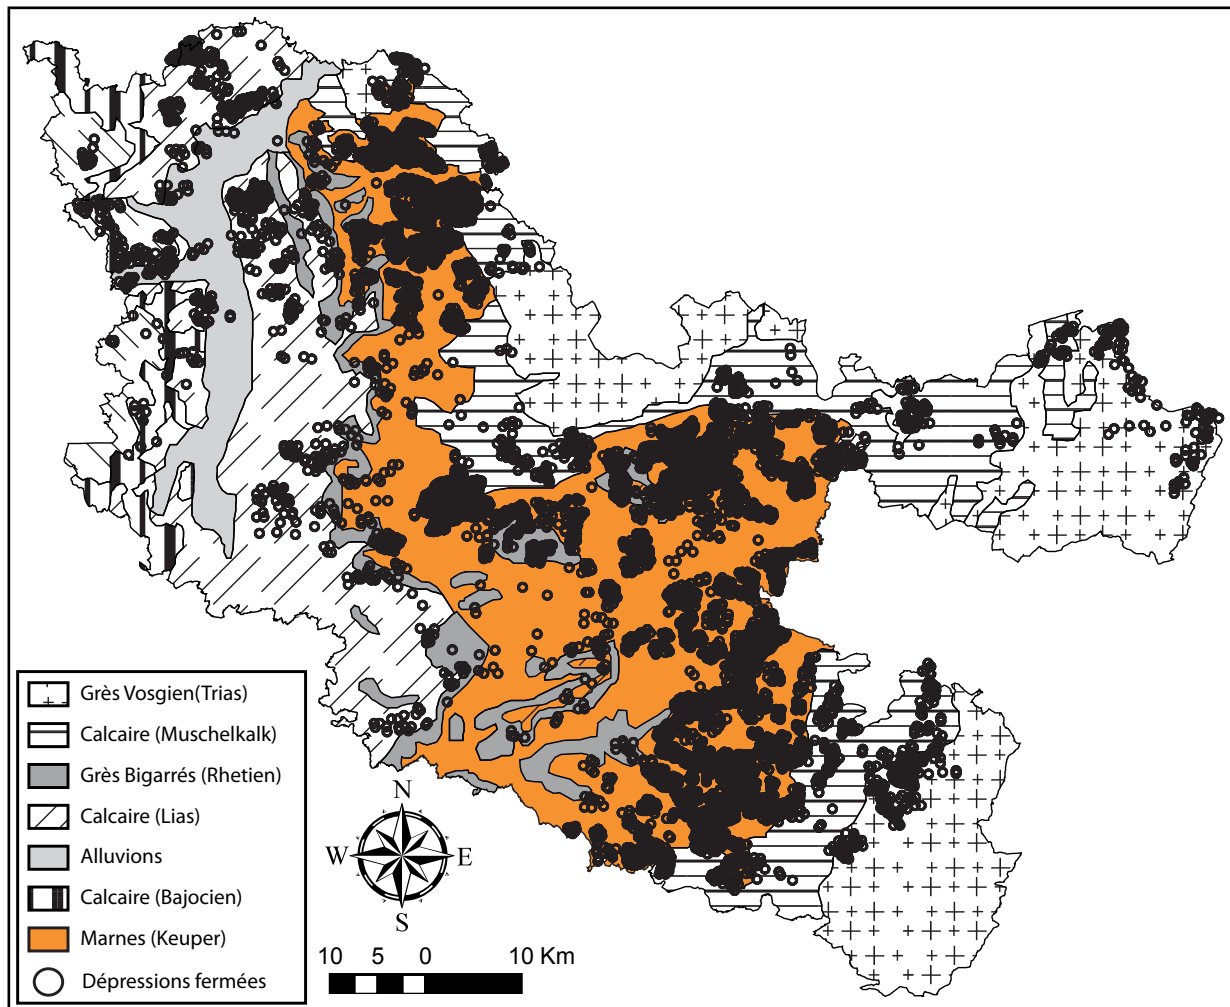 Grès Vosgien(Trias)
Calcaire (Muschelkalk)
Grès Bigarrés (Rhetien)
Calcaire (Lias)
Alluvions
Calcaire (Bajocien)
Marnes (Keuper)
Dépressions fermées
N
W E
S
10 5 0 10 Km